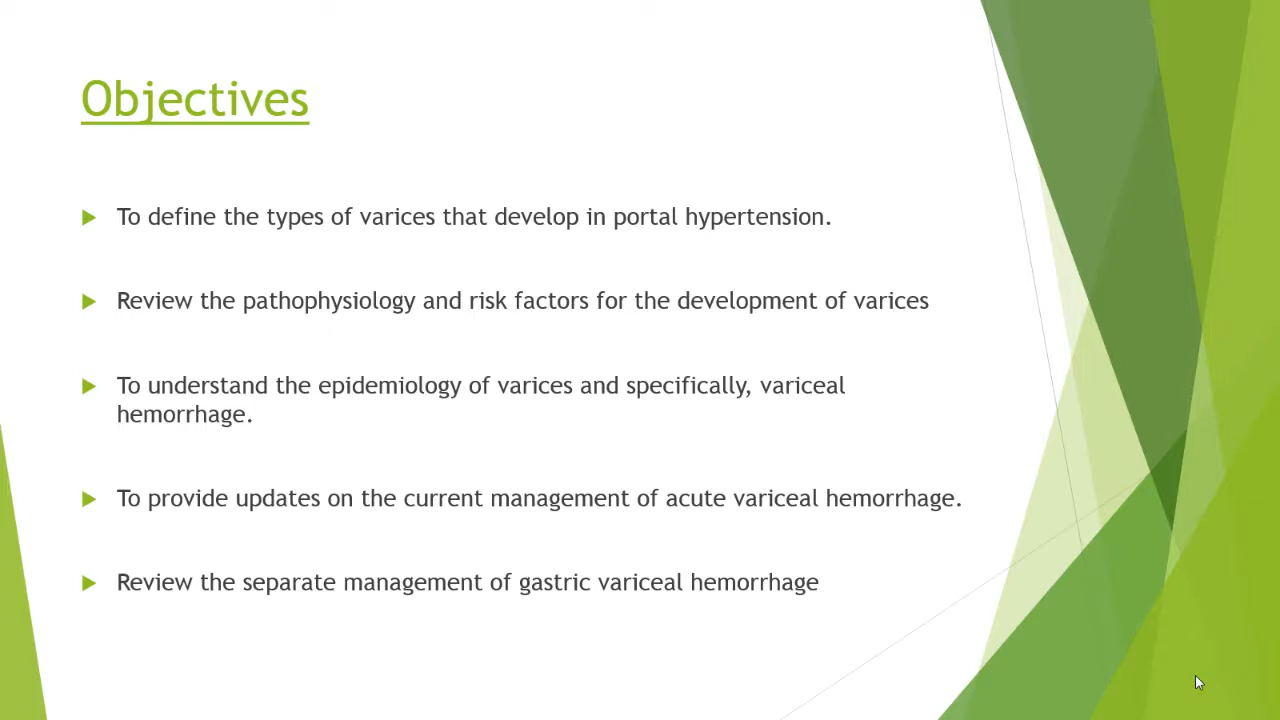 Objectives
To define the types of varices that develop in portal hypertension.
Review the pathophysiology and risk factors for the development of varices
To understand the epidemiology of varices and specifically, variceal
hemorrhage.
To provide updates on the current management of acute variceal hemorrhage.
Review the separate management of gastric variceal hemorrhage